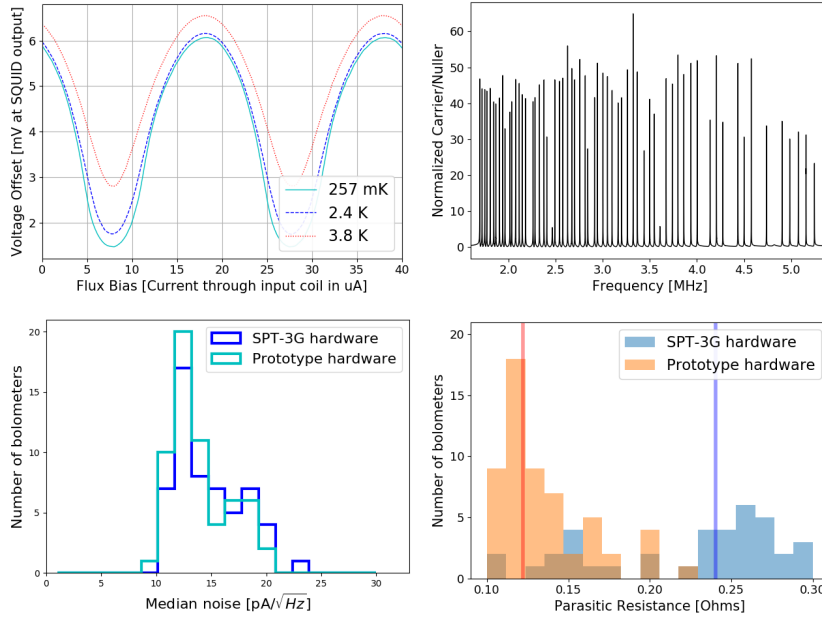 Voltage Offset [mV at SQUID output]
6
5
4
3
2
257 mK
2.4 K
3.8 K
0 5 10 15 20 25 30 35 40
Flux Bias [Current through input coil in uA]
Normalized Carrier/Nuller
60
50
40
30
20
10
0
2.0 2.5 3.0 3.5 4.0 4.5 5.0
Frequency [MHz]
Number of bolometers
20
15
10
5
0
SPT-3G hardware
Prototype hardware
0 5 10 15 20 25 30
Median noise [pA/√Hz]
Number of bolometers
20
15
10
5
0
SPT-3G hardware
Prototype hardware
0.10 0.15 0.20 0.25 0.30
Parasitic Resistance [Ohms]